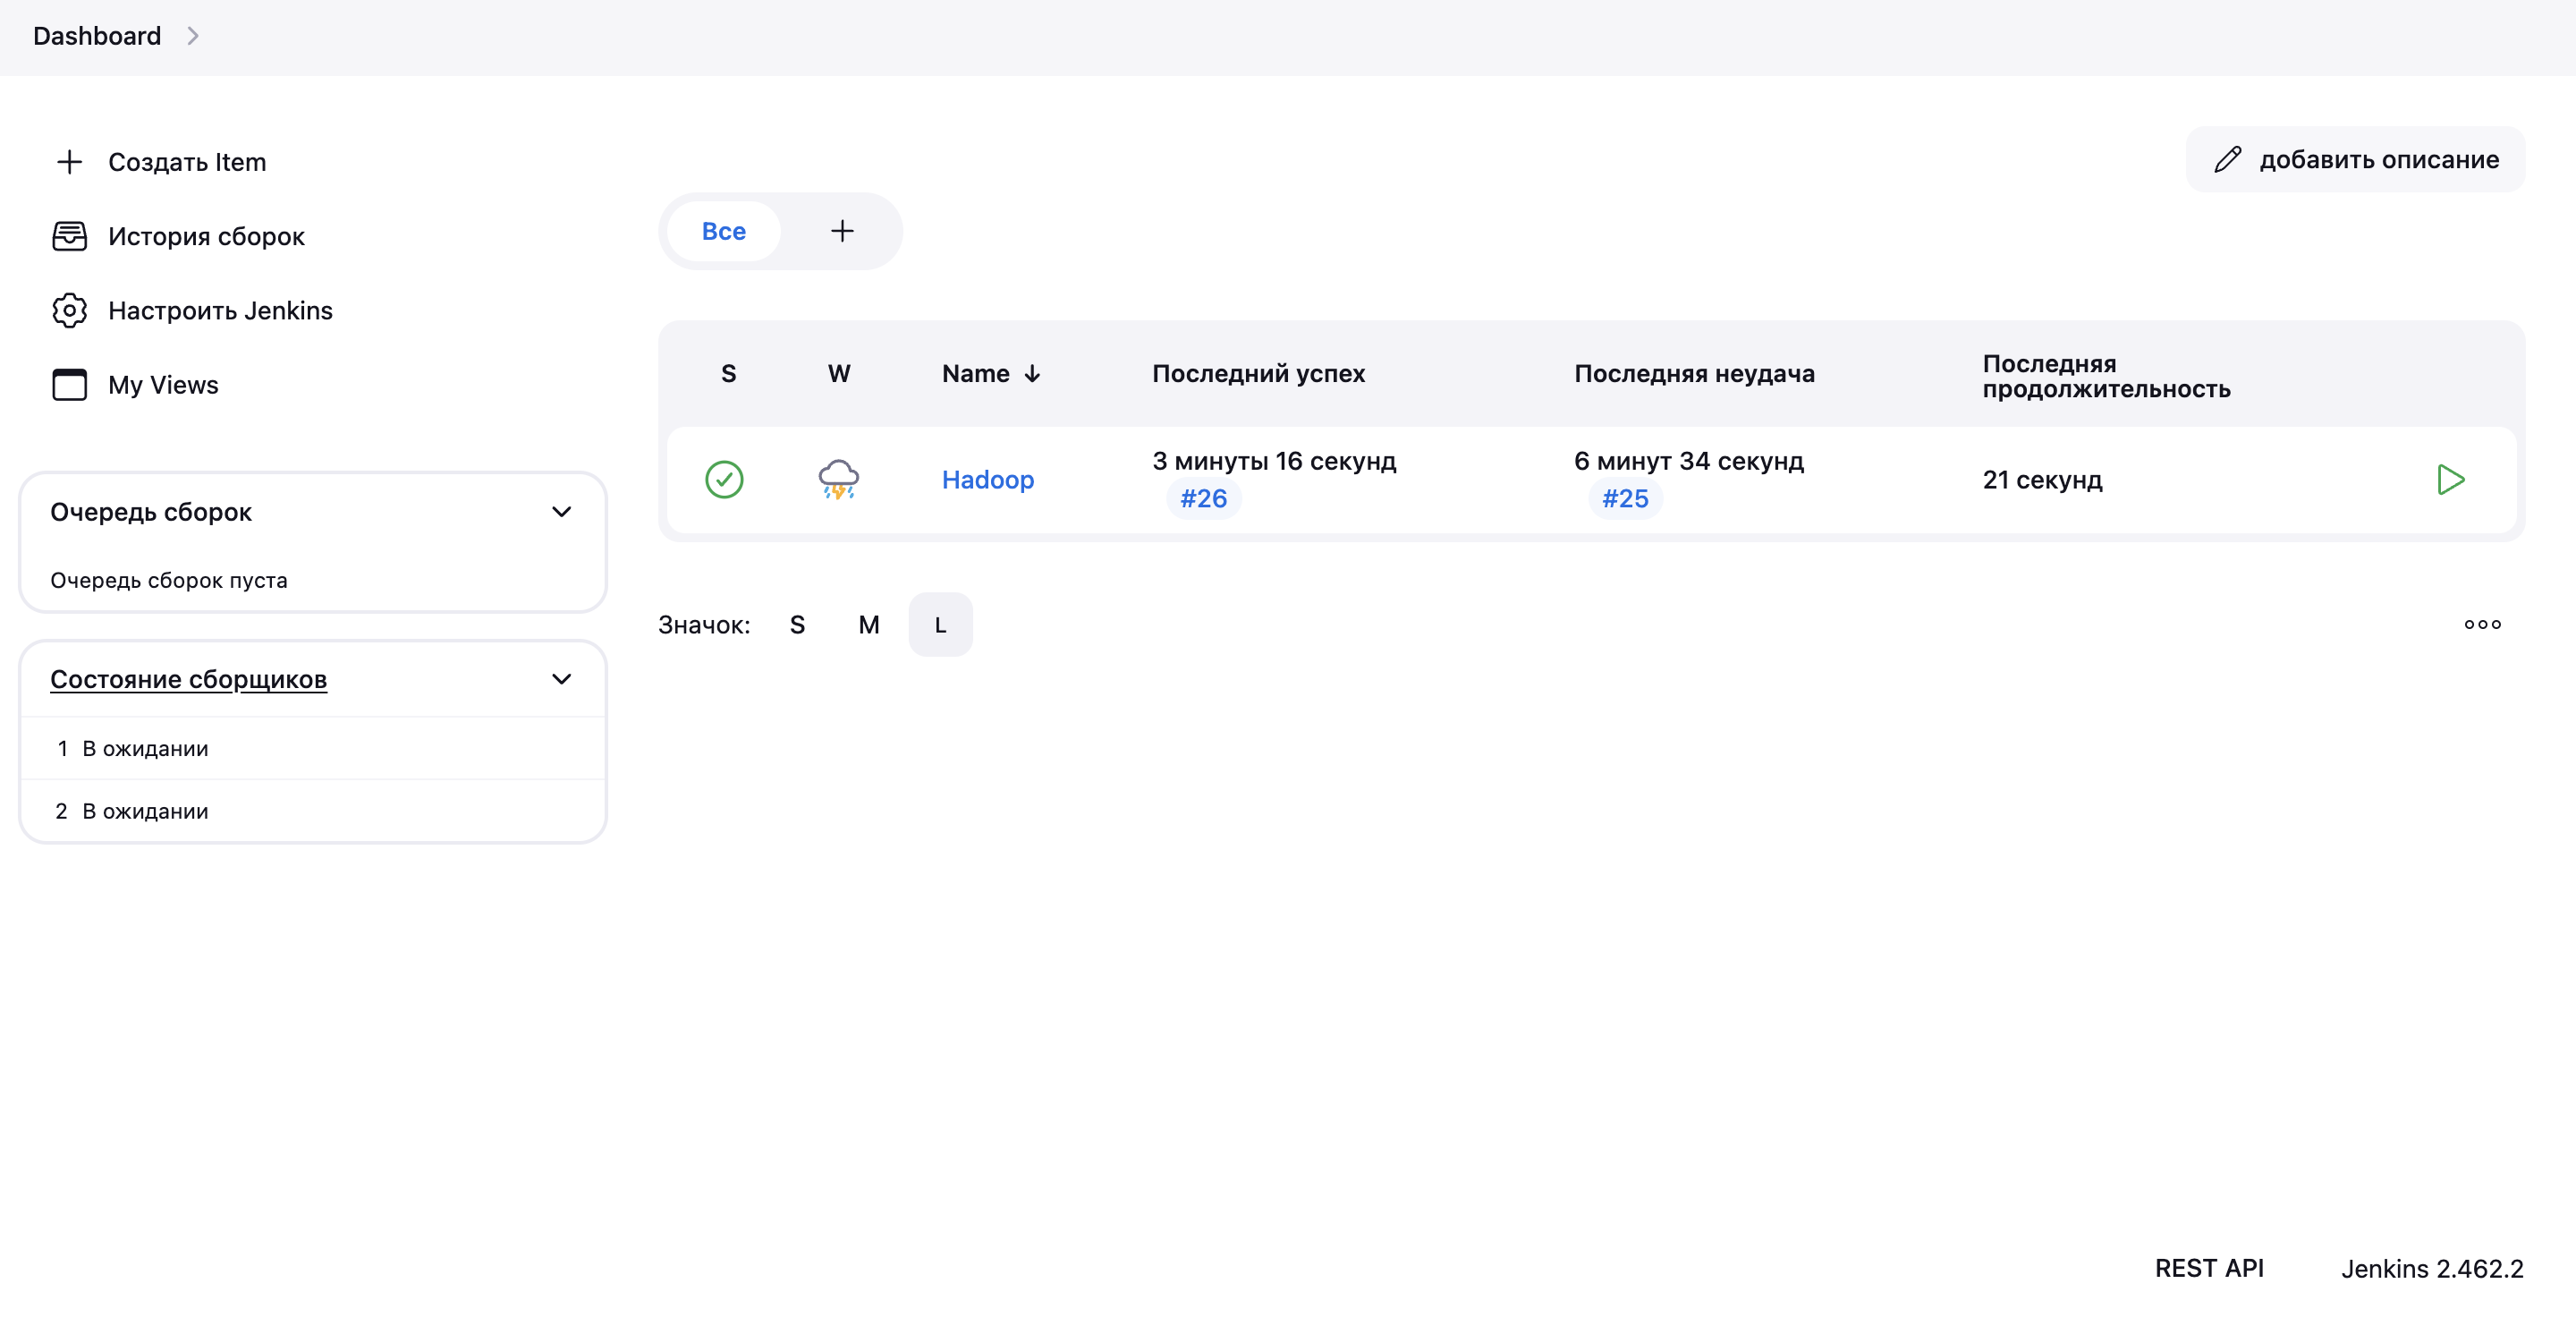 Dashboard
Создать Item
История сборок
Настроить Jenkins
My Views
Очередь сборок
Очередь сборок пуста
Состояние сборщиков
1 В ожидании
2 В ожидании
добавить описание
Все
S W Name Последний успех Последняя неудача Последняя
продолжительность
Hadoop 3 минуты 16 секунд 6 минут 34 секунд 21 секунд
#26 #25
Значок: S M L
REST API Jenkins 2.462.2